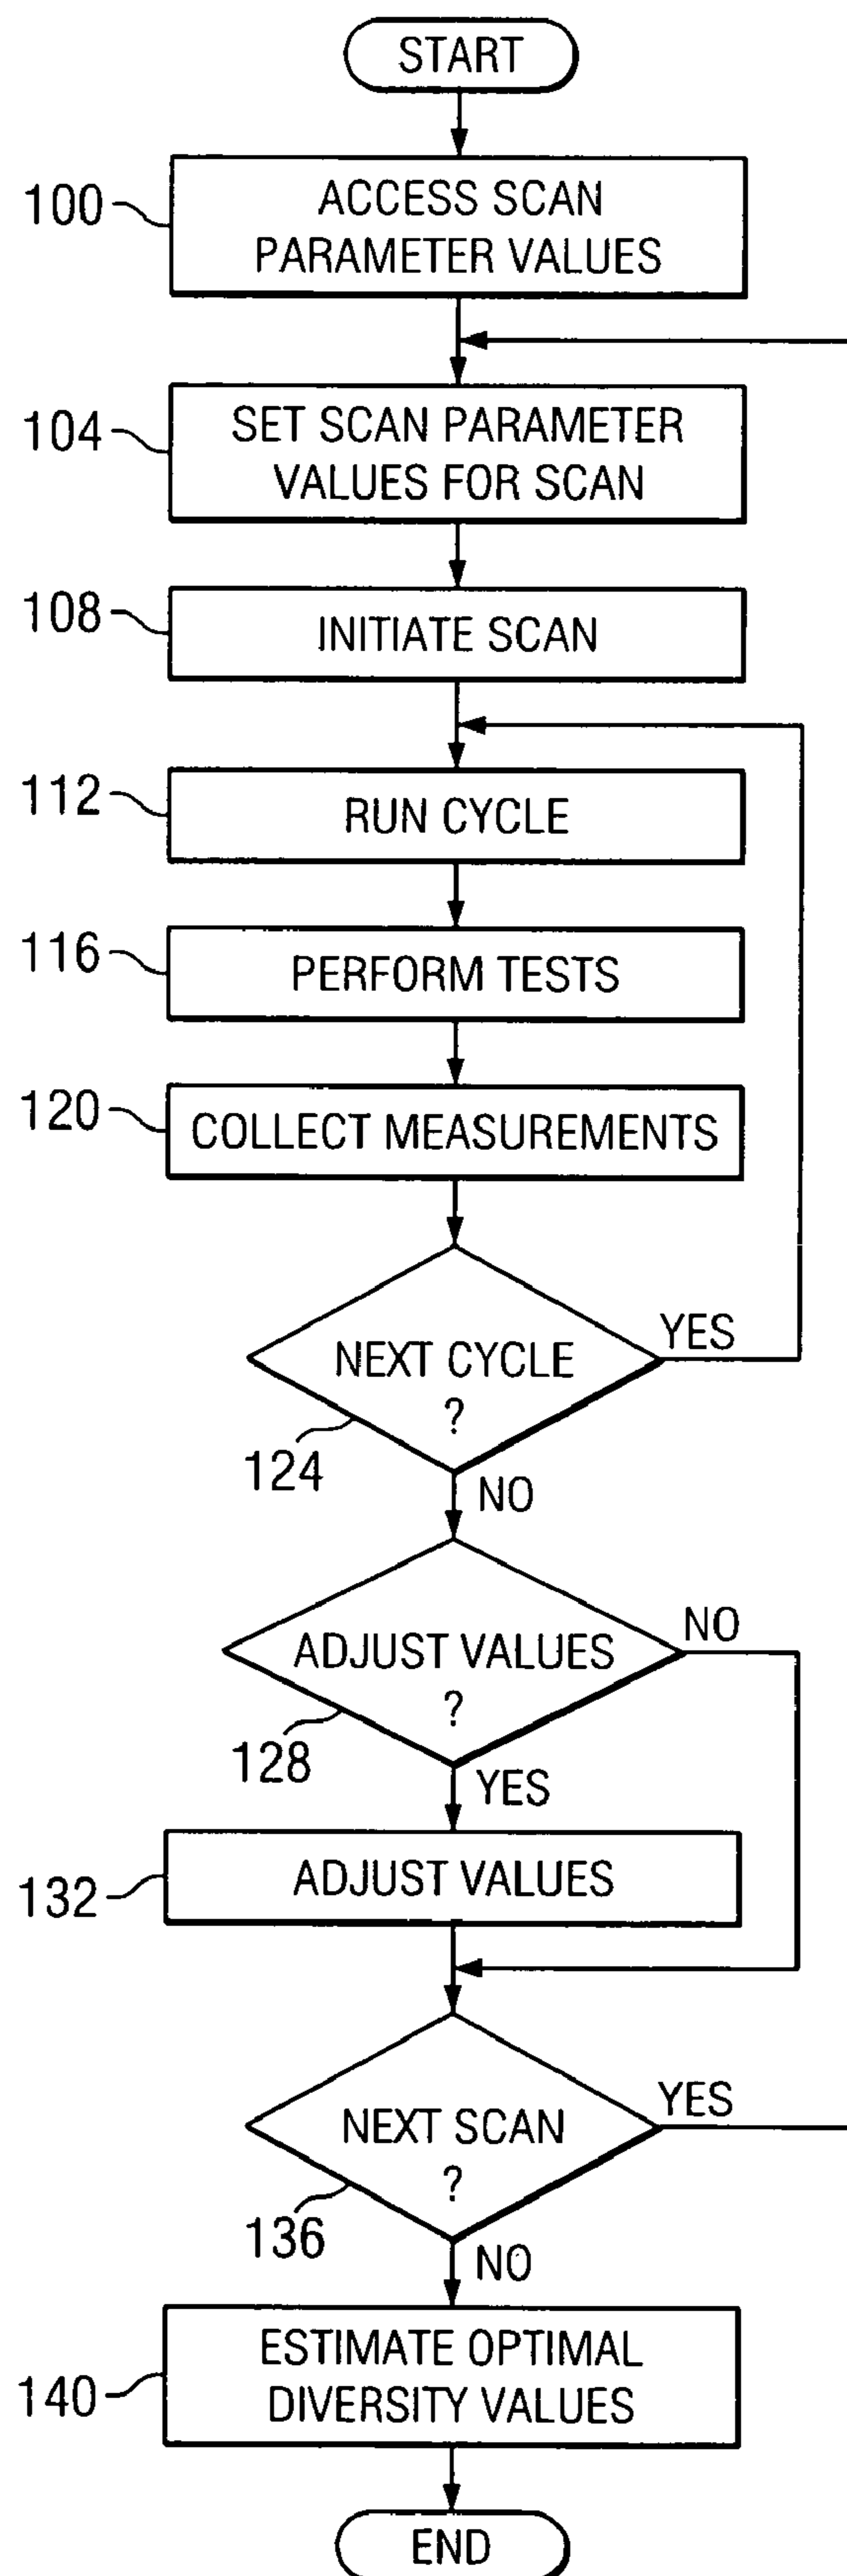 START
100
ACCESS SCAN
PARAMETER VALUES
104
SET SCAN PARAMETER
VALUES FOR SCAN
108
INITIATE SCAN
112
RUN CYCLE
116
PERFORM TESTS
120
COLLECT MEASUREMENTS
NEXT CYCLE
?
YES
124
NO
ADJUST VALUES
?
NO
128
YES
132
ADJUST VALUES
NEXT SCAN
?
YES
136
NO
140
ESTIMATE OPTIMAL
DIVERSITY VALUES
END